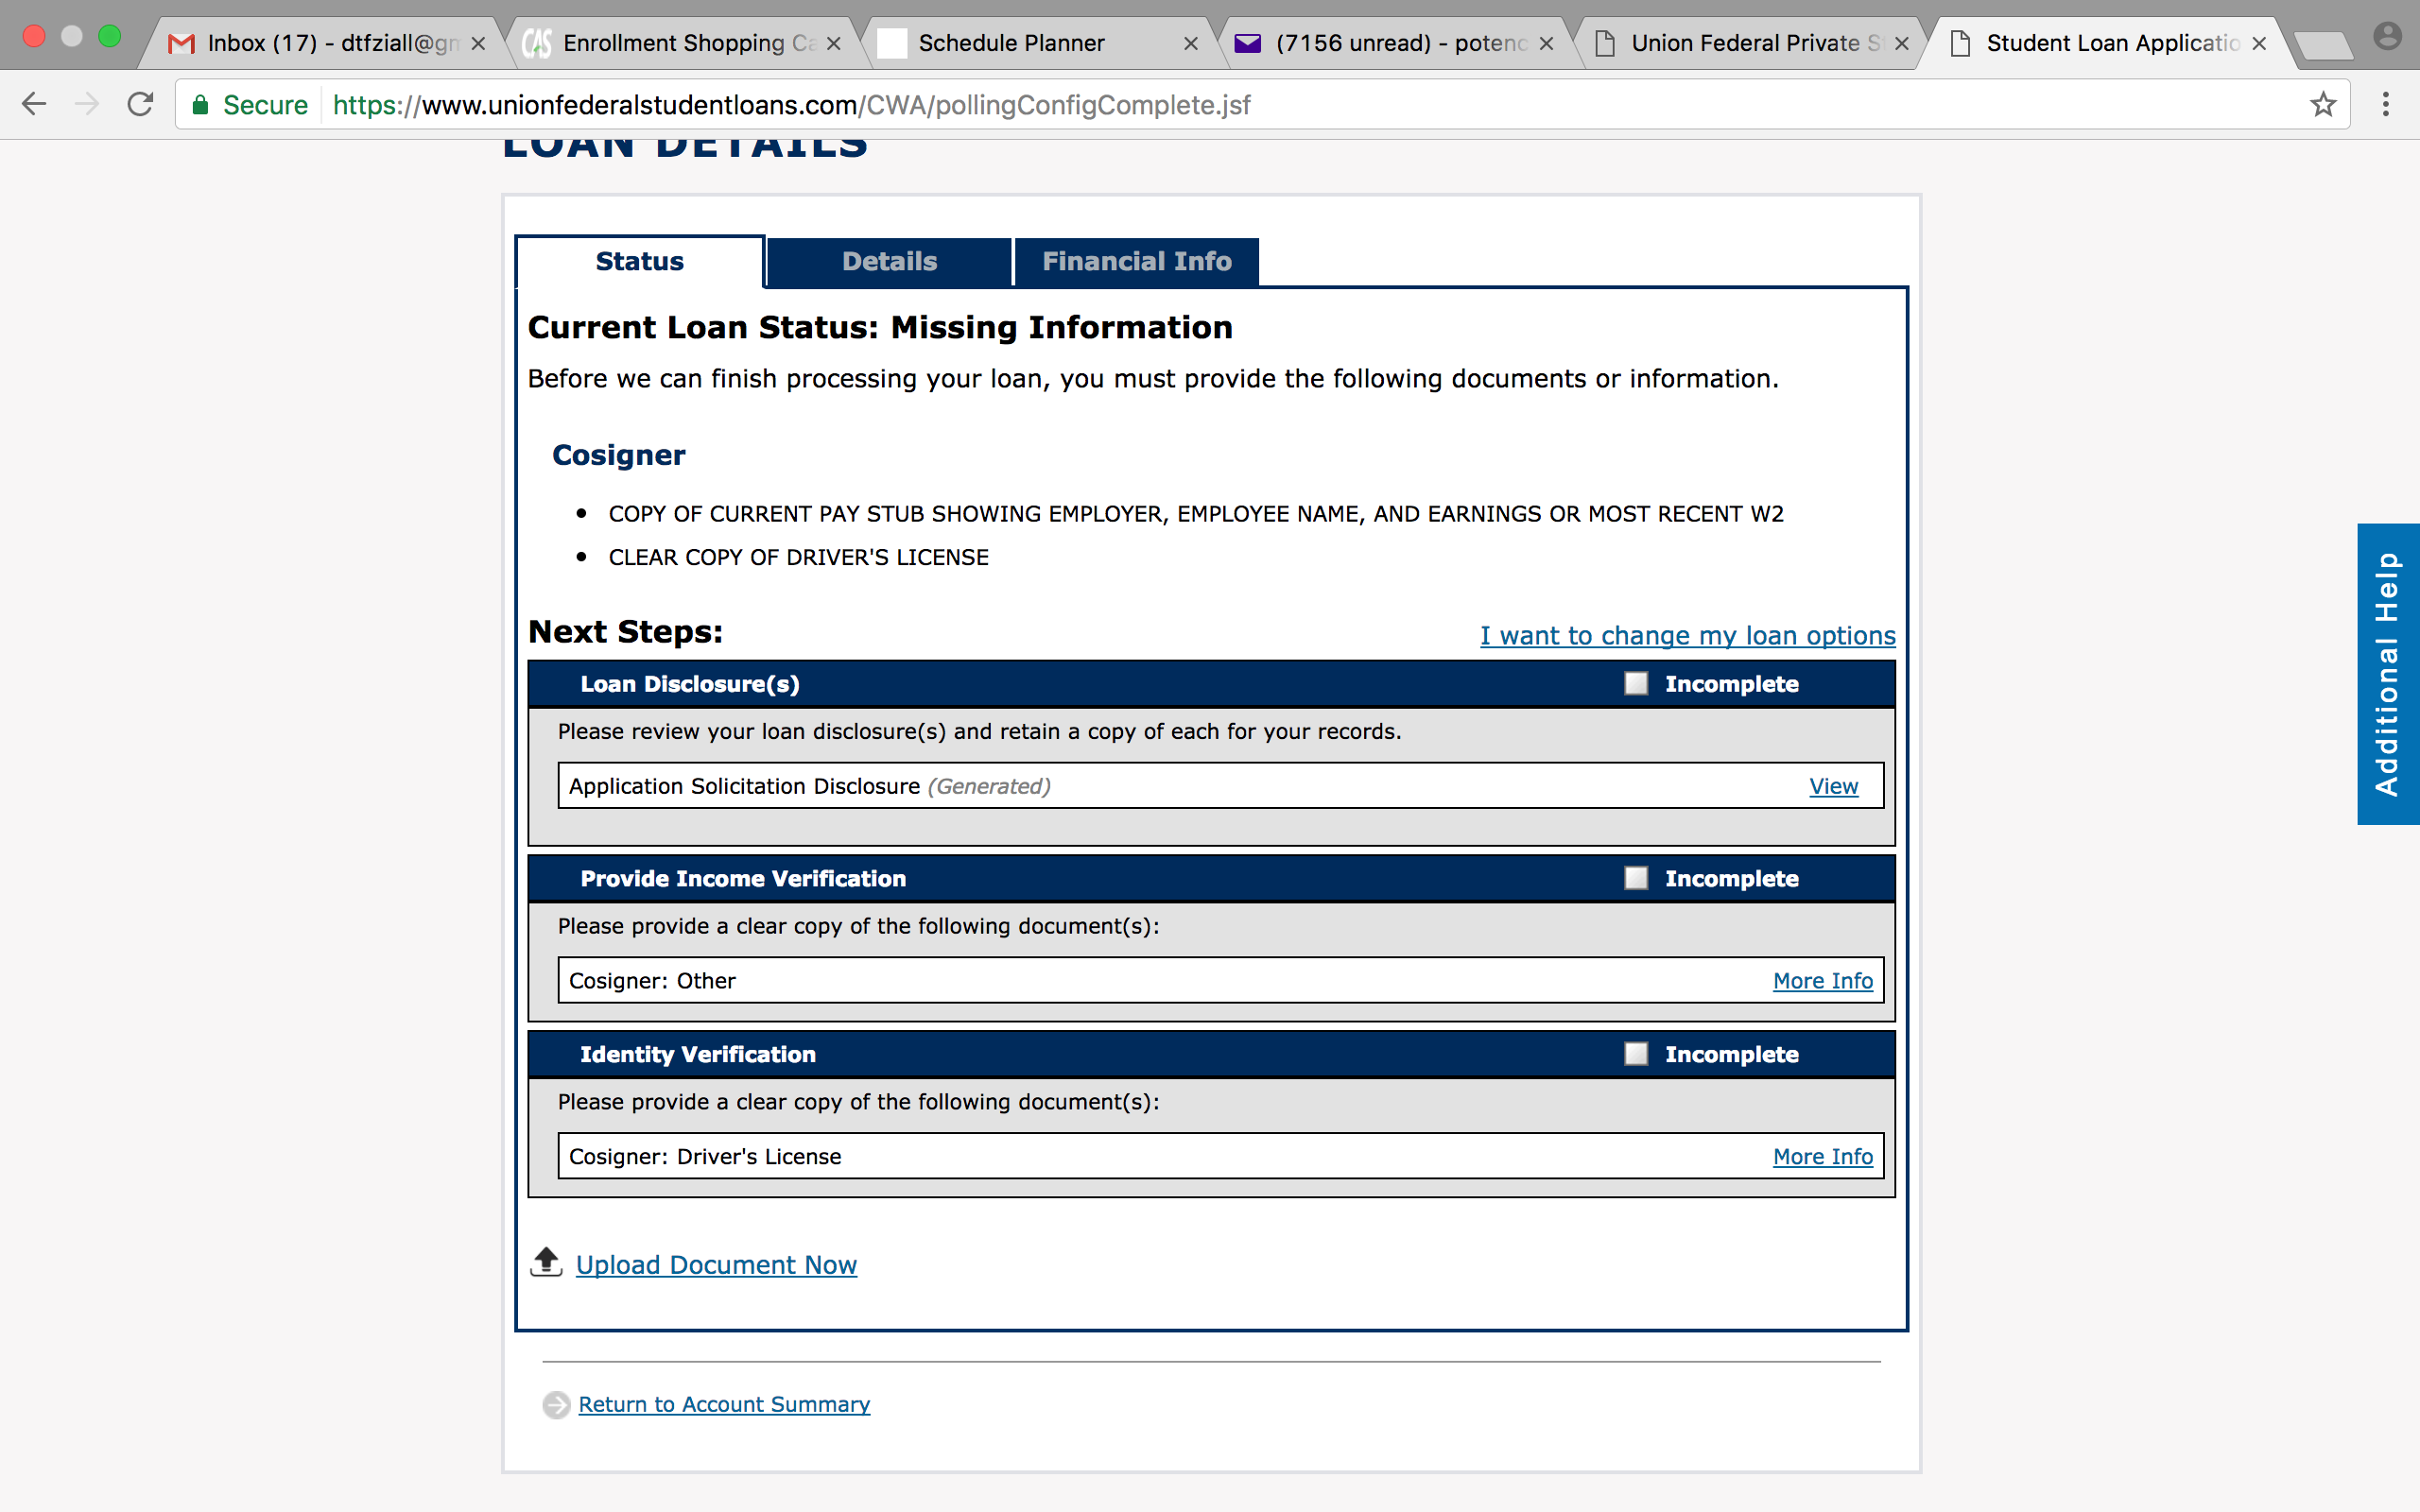 Inbox (17) - dtfziall@gm
Enrollment Shopping Ca
Schedule Planner
(7156 unread) - potenc
Union Federal Private S
Student Loan Applicatio
Secure
https://www.unionfederalstudentloans.com/CWA/pollingConfigComplete.jsf
LOAN DETAILS
Status
Details
Financial Info
Current Loan Status: Missing Information
Before we can finish processing your loan, you must provide the following documents or information.
Cosigner
• COPY OF CURRENT PAY STUB SHOWING EMPLOYER, EMPLOYEE NAME, AND EARNINGS OR MOST RECENT W2
• CLEAR COPY OF DRIVER'S LICENSE
Next Steps:
I want to change my loan options
Loan Disclosure(s)
Incomplete
Please review your loan disclosure(s) and retain a copy of each for your records.
Application Solicitation Disclosure (Generated)
View
Provide Income Verification
Incomplete
Please provide a clear copy of the following document(s):
Cosigner: Other
More Info
Identity Verification
Incomplete
Please provide a clear copy of the following document(s):
Cosigner: Driver's License
More Info
Upload Document Now
Return to Account Summary
Additional Help